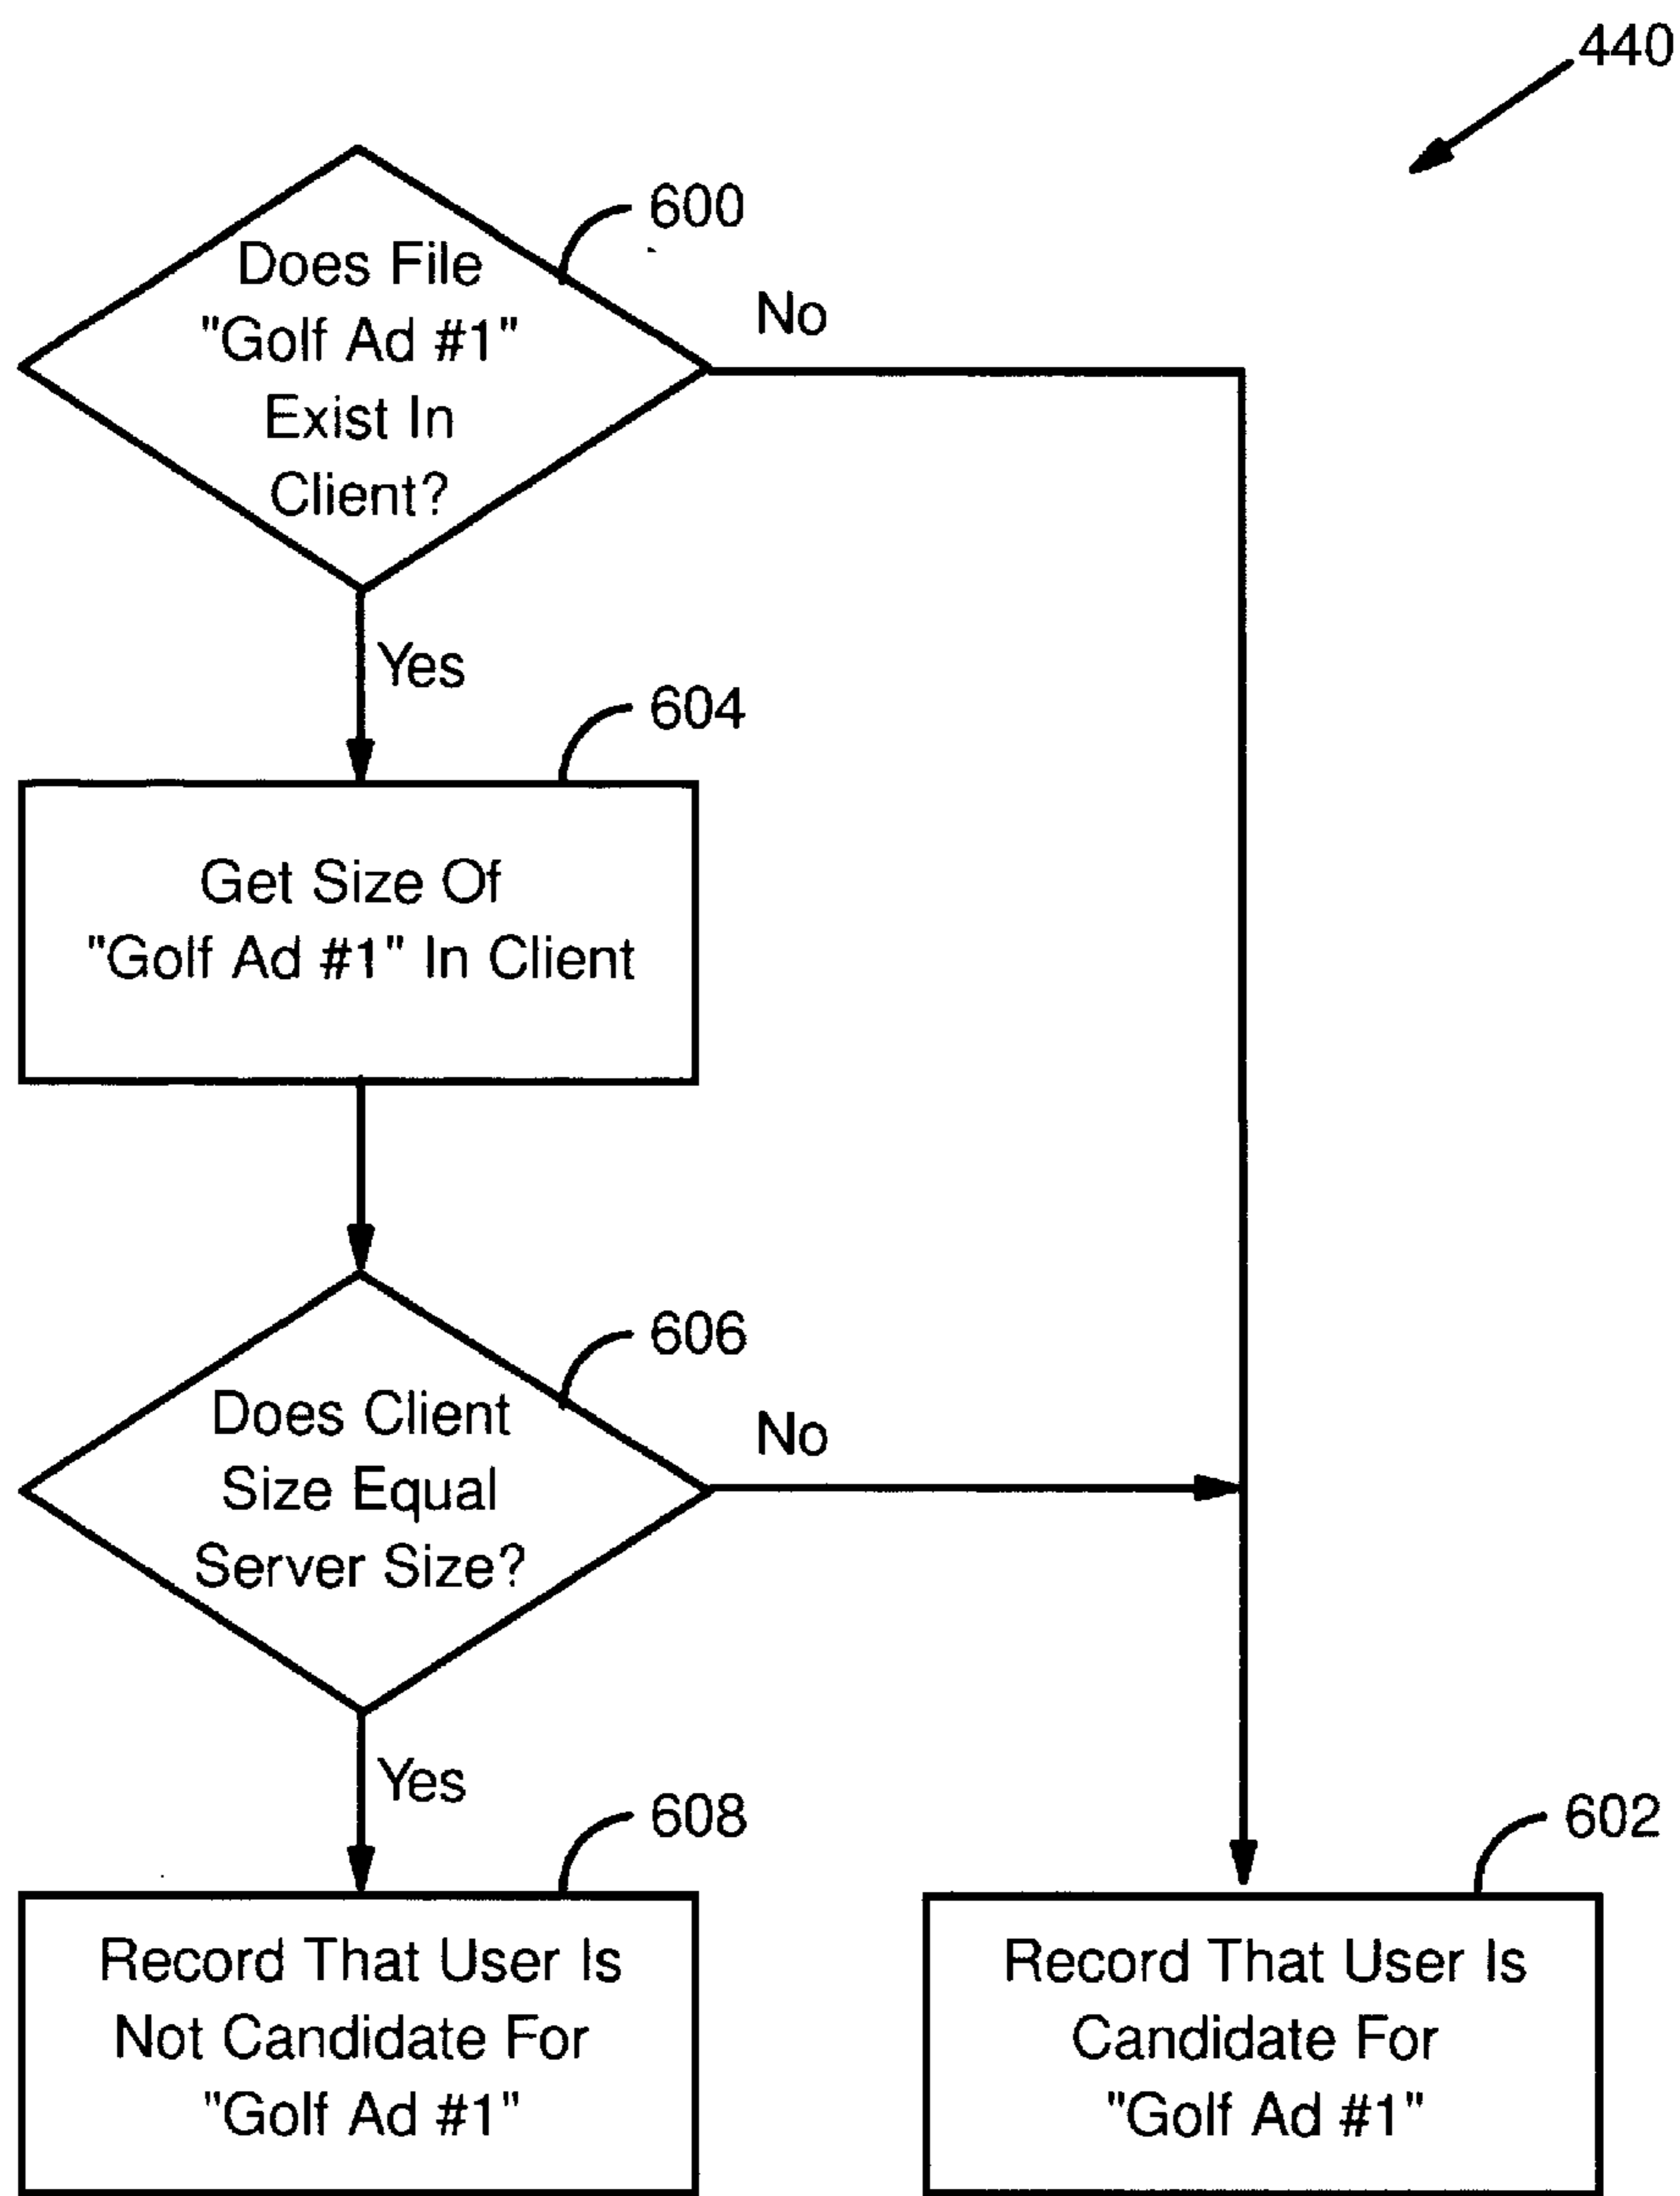 440
600
Does File
"Golf Ad #1"
Exist In
Client?
No
Yes
604
Get Size Of
"Golf Ad #1" In Client
606
Does Client
Size Equal
Server Size?
No
Yes
608
602
Record That User Is
Not Candidate For
"Golf Ad #1"
Record That User Is
Candidate For
"Golf Ad #1"